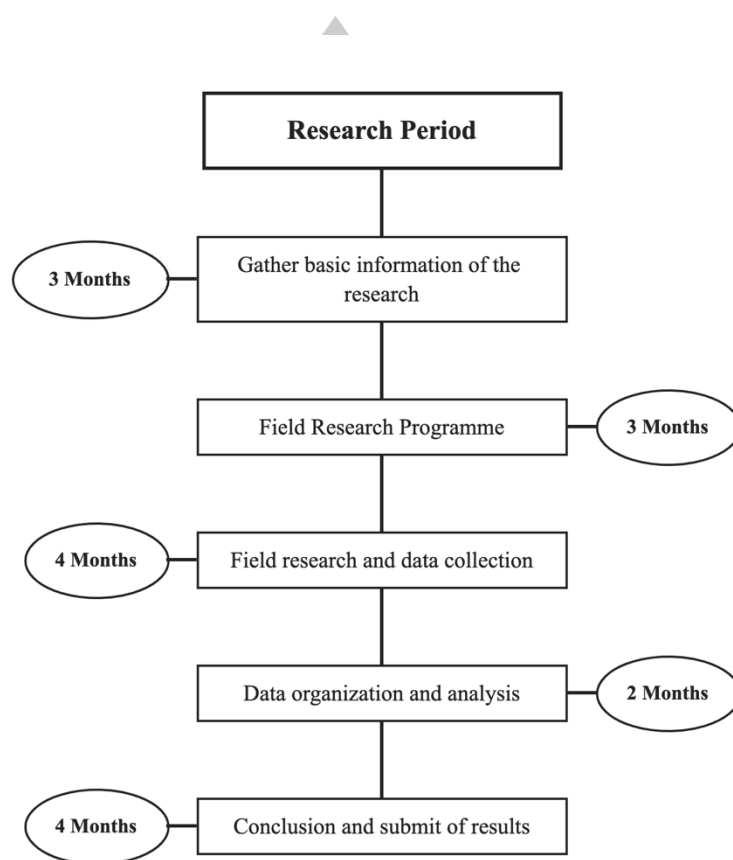 Research Period
3 Months
Gather basic information of the
research
Field Research Programme
3 Months
4 Months
Field research and data collection
Data organization and analysis
2 Months
4 Months
Conclusion and submit of results